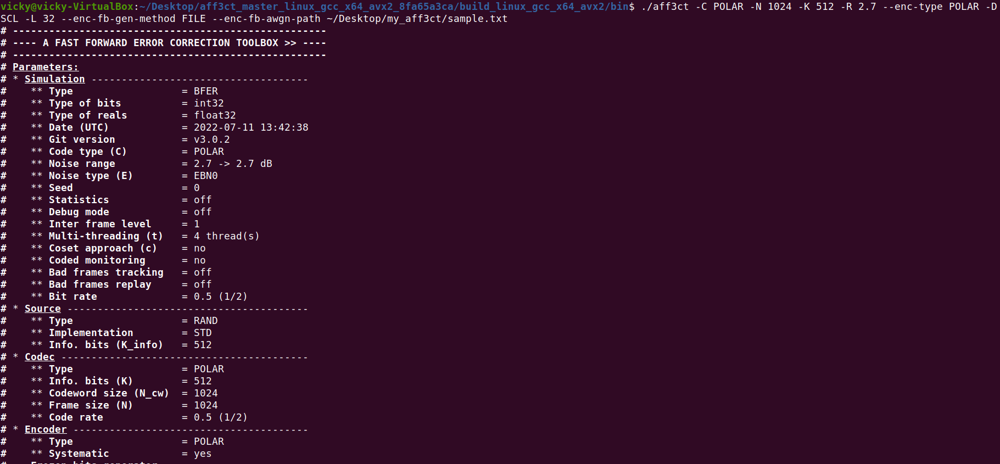 vicky@vicky-VirtualBox:~/Desktop/aff3ct_master_linux_gcc_x64_avx2_8fa65a3ca/build_linux_gcc_x64_avx2/bin$ ./aff3ct -C POLAR -N 1024 -K 512 -R 2.7 --enc-type POLAR -D
SCL -L 32 --enc-fb-gen-method FILE --enc-fb-awgn-path ~/Desktop/my_aff3ct/sample.txt
# ----------------------------------------------------
# ---- A FAST FORWARD ERROR CORRECTION TOOLBOX >> ----
# ----------------------------------------------------
# Parameters:
# * Simulation ------------------------------------
#    ** Type                  = BFER
#    ** Type of bits          = int32
#    ** Type of reals         = float32
#    ** Date (UTC)            = 2022-07-11 13:42:38
#    ** Git version           = v3.0.2
#    ** Code type (C)         = POLAR
#    ** Noise range           = 2.7 -> 2.7 dB
#    ** Noise type (E)        = EBN0
#    ** Seed                  = 0
#    ** Statistics            = off
#    ** Debug mode            = off
#    ** Inter frame level     = 1
#    ** Multi-threading (t)   = 4 thread(s)
#    ** Coset approach (c)    = no
#    ** Coded monitoring      = no
#    ** Bad frames tracking   = off
#    ** Bad frames replay     = off
#    ** Bit rate              = 0.5 (1/2)
# * Source ----------------------------------------
#    ** Type                  = RAND
#    ** Implementation        = STD
#    ** Info. bits (K_info)   = 512
# * Codec -----------------------------------------
#    ** Type                  = POLAR
#    ** Info. bits (K)        = 512
#    ** Codeword size (N_cw)  = 1024
#    ** Frame size (N)        = 1024
#    ** Code rate             = 0.5 (1/2)
# * Encoder ---------------------------------------
#    ** Type                  = POLAR
#    ** Systematic            = yes